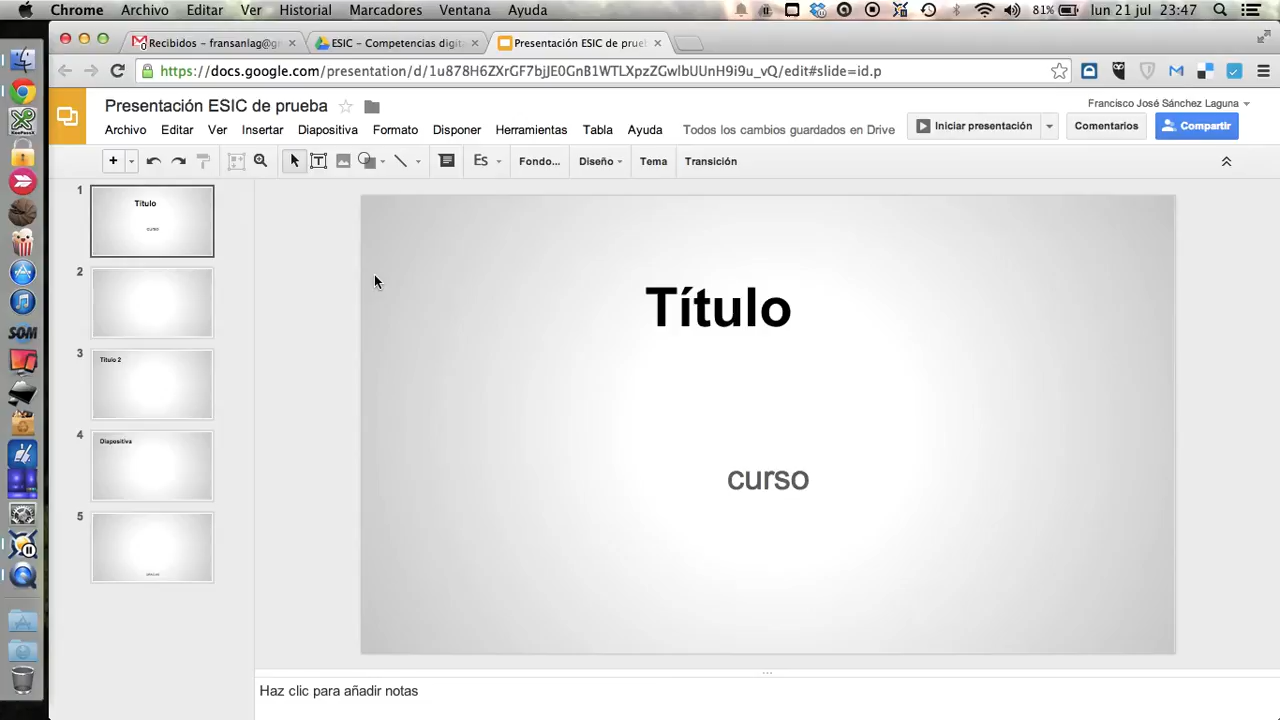 Chrome Archivo Editar Ver Historial Marcadores Ventana Ayuda 81% lun 21 jul 23:47
Recibidos – fransanlag@g ESIC – Competencias digit Presentación ESIC de prueb
https://docs.google.com/presentation/d/1u878H6ZXrGF7bjJE0GnB1WTLXpzZGwlbUUnH9i9u_vQ/edit#slide=id.p
Presentación ESIC de prueba
Francisco José Sánchez Laguna
Archivo Editar Ver Insertar Diapositiva Formato Disponer Herramientas Tabla Ayuda Todos los cambios guardados en Drive
Iniciar presentación Comentarios Compartir
Es Fondo... Diseño Tema Transición
1
Título
curso
2
3
Título 2
4
Diapositiva
5
Título
curso
Haz clic para añadir notas
SOM